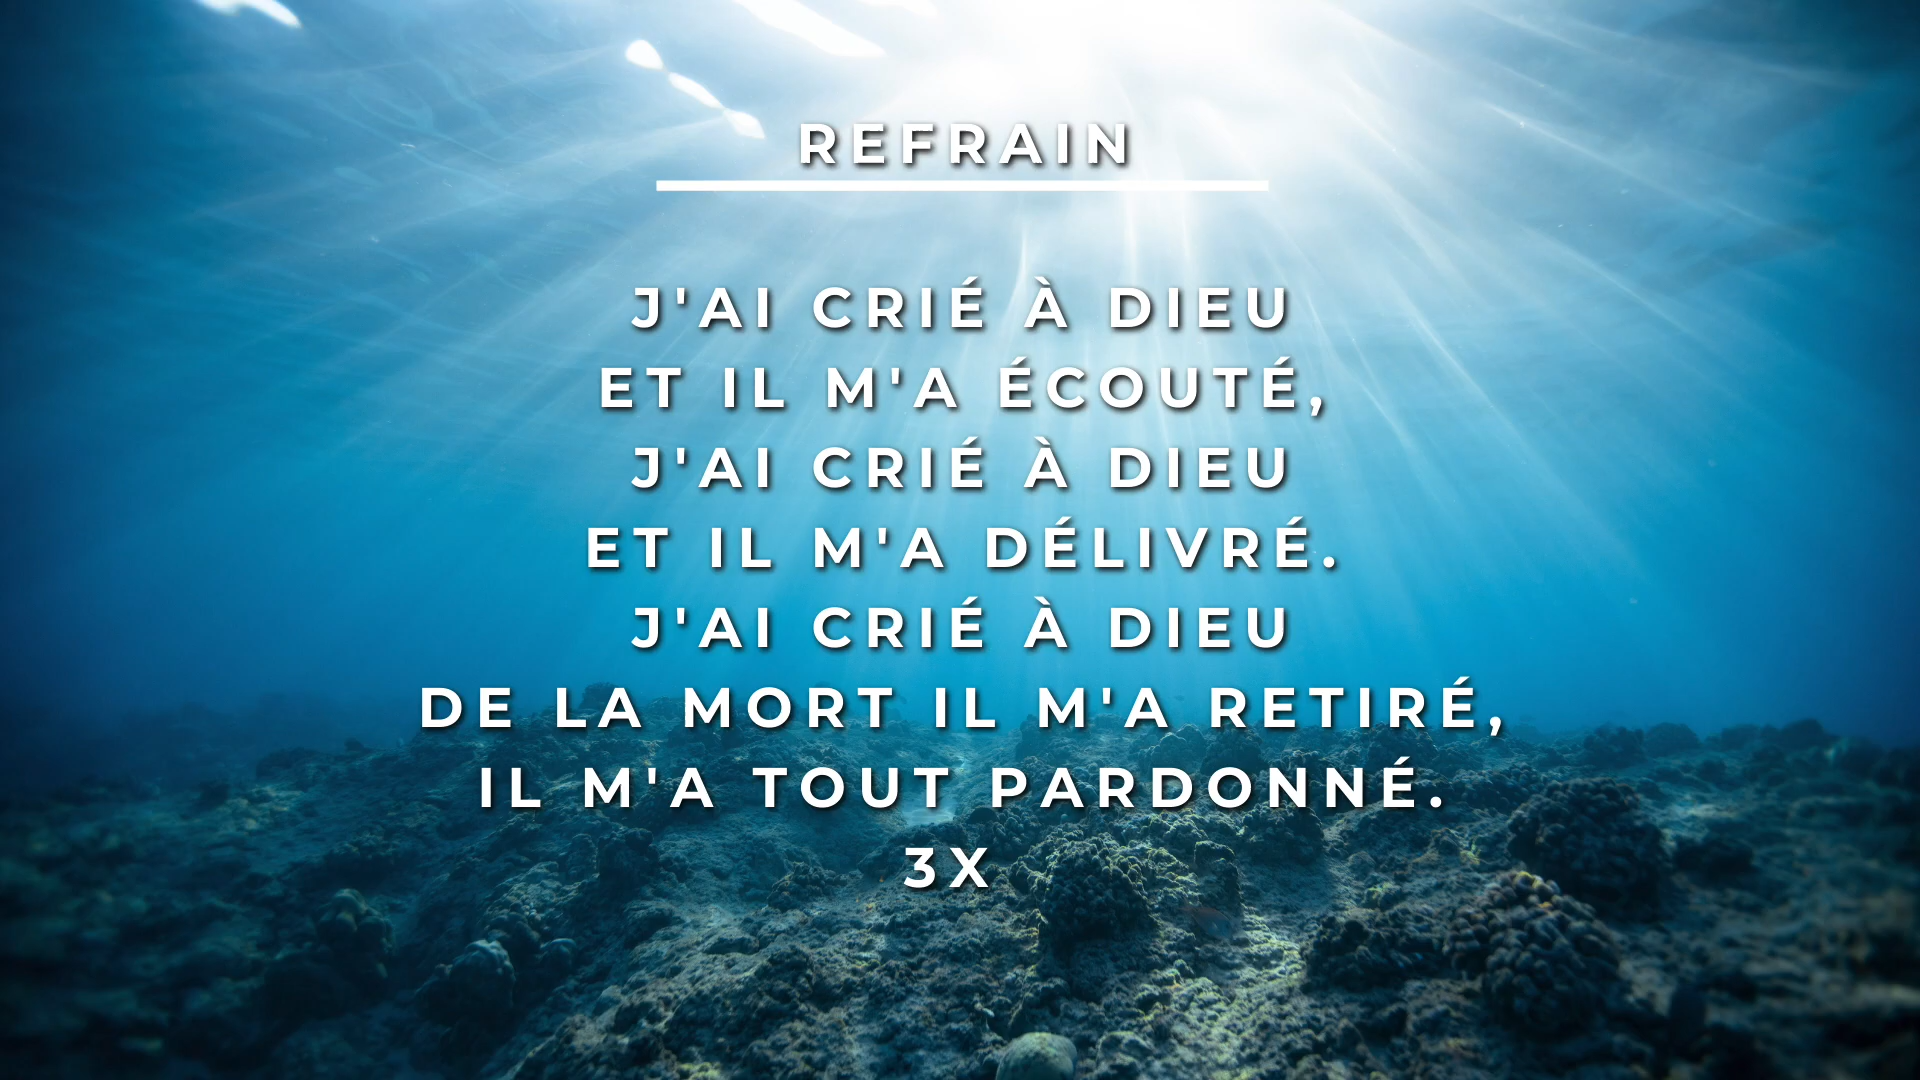 REFRAIN
J'AI CRIÉ À DIEU
ET IL M'A ÉCOUTÉ,
J'AI CRIÉ À DIEU
ET IL M'A DÉLIVRÉ.
J'AI CRIÉ À DIEU
DE LA MORT IL M'A RETIRÉ,
IL M'A TOUT PARDONNÉ.
3X